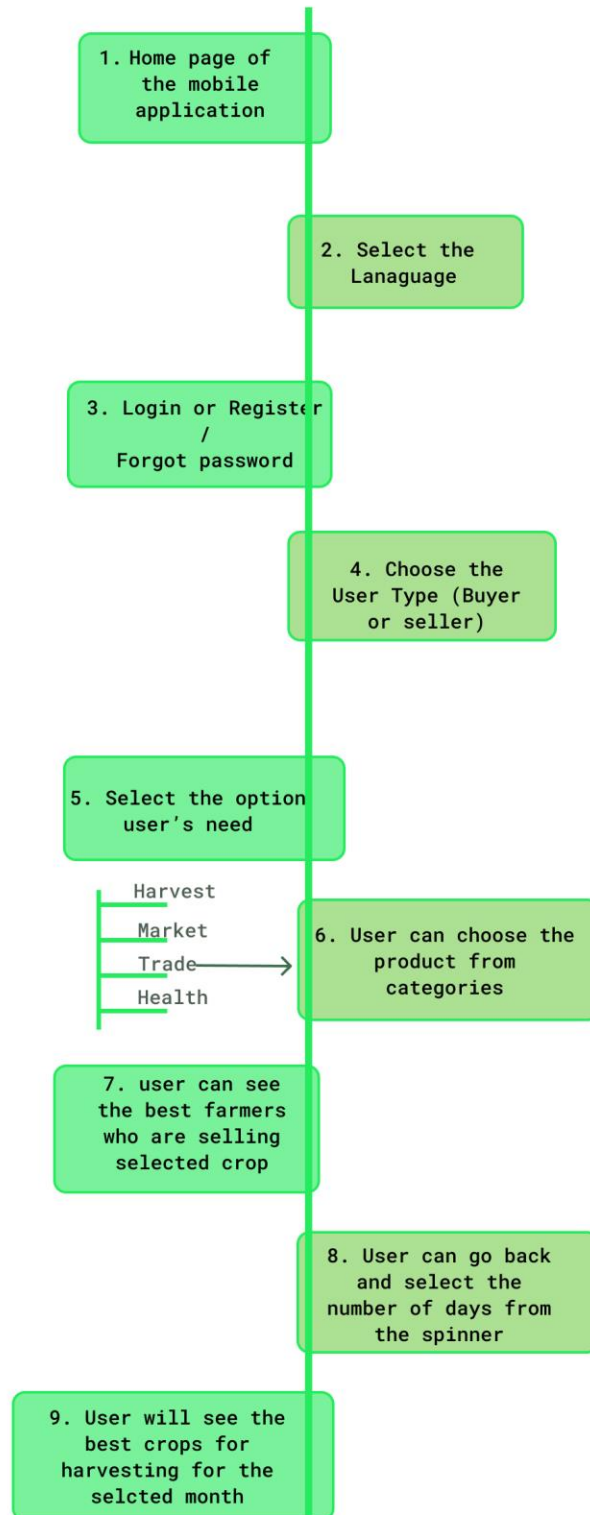 1. Home page of
the mobile
application
2. Select the
Lanaguage
3. Login or Register
/
Forgot password
4. Choose the
User Type (Buyer
or seller)
5. Select the option
user's need
Harvest
Market
Trade
Health
6. User can choose the
product from
categories
7. user can see
the best farmers
who are selling
selected crop
8. User can go back
and select the
number of days from
the spinner
9. User will see the
best crops for
harvesting for the
selcted month